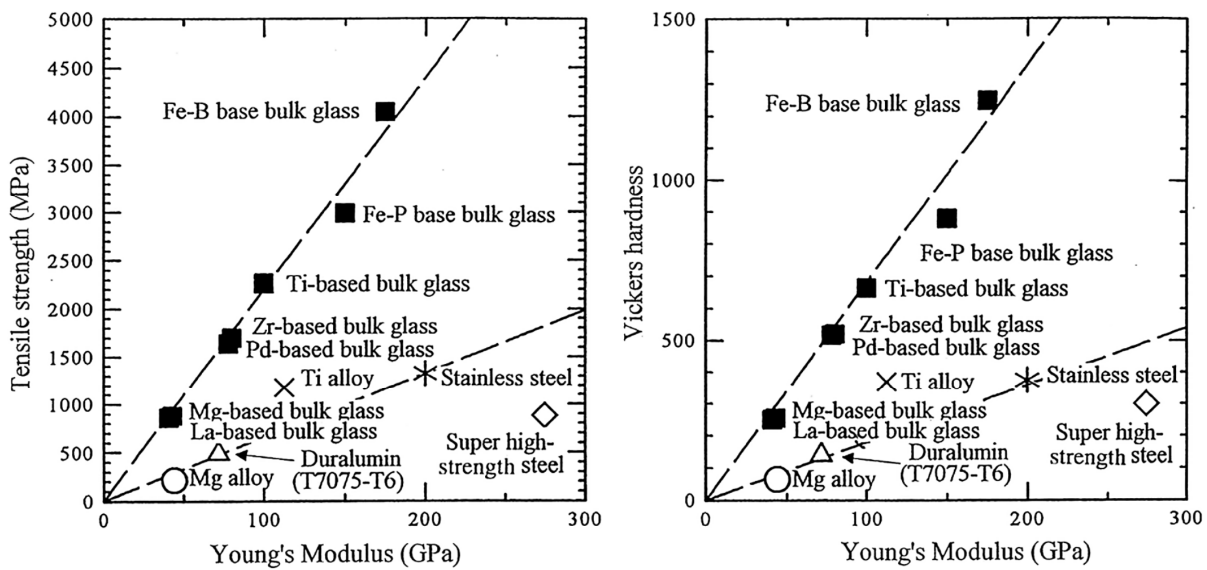 5000
4500
4000
3500
3000
2500
2000
1500
1000
500
0
Tensile strength (MPa)
Fe-B base bulk glass
Fe-P base bulk glass
Ti-based bulk glass
Zr-based bulk glass
Pd-based bulk glass
Ti alloy
Stainless steel
Mg-based bulk glass
La-based bulk glass
Super high-
strength steel
Duralumin
(T7075-T6)
Mg alloy
0
100
200
300
Young's Modulus (GPa)
1500
1000
500
0
Vickers hardness
Fe-B base bulk glass
Fe-P base bulk glass
Ti-based bulk glass
Zr-based bulk glass
Pd-based bulk glass
Ti alloy
Stainless steel
Mg-based bulk glass
La-based bulk glass
Super high-
strength steel
Duralumin
(T7075-T6)
Mg alloy
0
100
200
300
Young's Modulus (GPa)